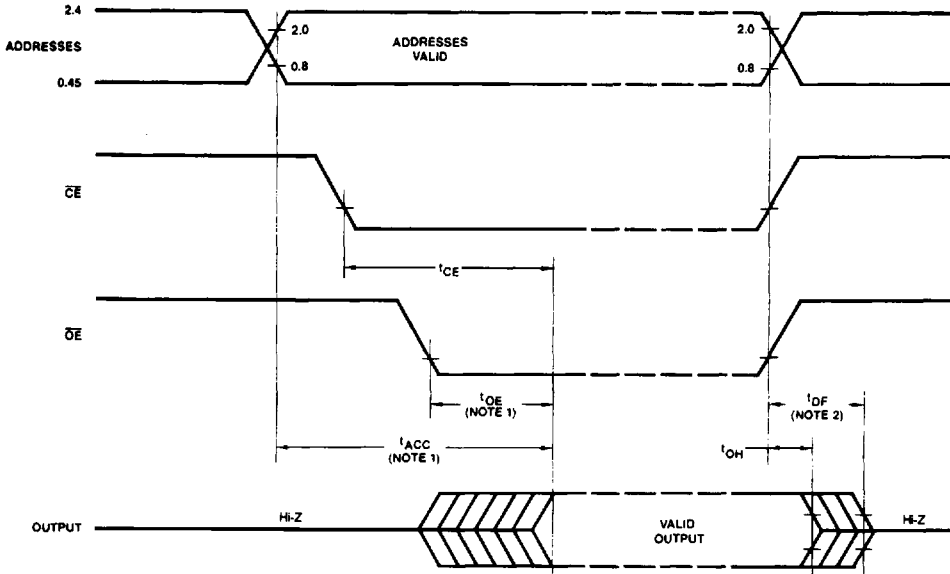 2.4
ADDRESSES
0.45
2.0
0.8
ADDRESSES
VALID
2.0
0.8
CE
tCE
OE
tOE
(NOTE 1)
tDF
(NOTE 2)
tACC
(NOTE 1)
tOH
OUTPUT
Hi-Z
VALID
OUTPUT
Hi-Z